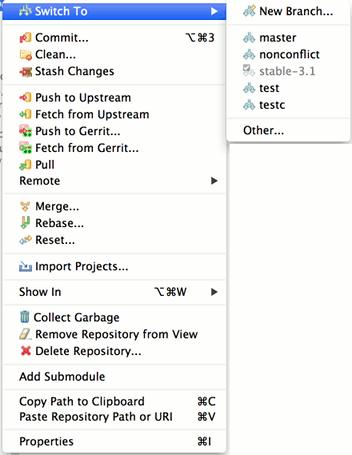 Switch To
Commit... ⌥⌘3
Clean...
Stash Changes
Push to Upstream
Fetch from Upstream
Push to Gerrit...
Fetch from Gerrit...
Pull
Remote
Merge...
Rebase...
Reset...
Import Projects...
Show In ⌥⌘W
Collect Garbage
Remove Repository from View
Delete Repository...
Add Submodule
Copy Path to Clipboard ⌘C
Paste Repository Path or URI ⌘V
Properties ⌘I
New Branch...
master
nonconflict
stable-3.1
test
testc
Other...